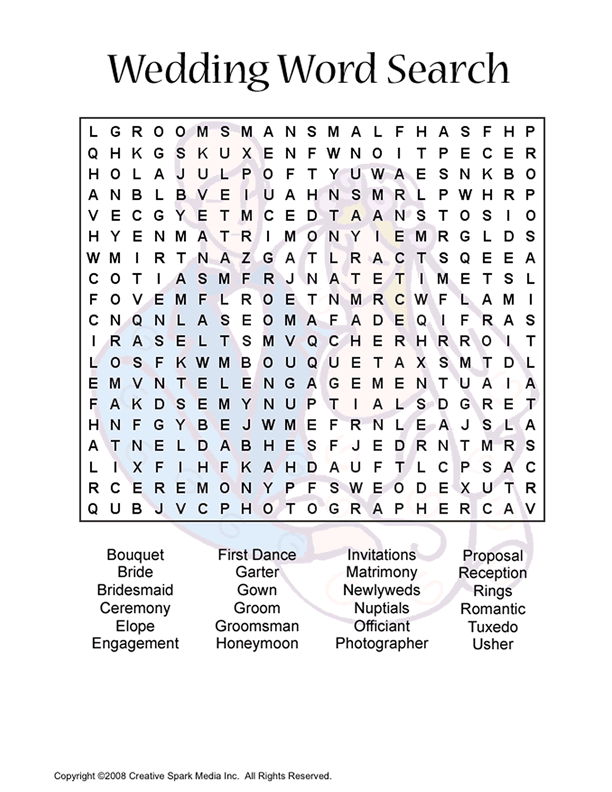 Wedding Word Search
L G R O O M S M A N S M A L F H A S F H P
Q H K G S K U X E N F W N O I T P E C E R
H O L A J U L P O F T Y U W A E S N K B O
A N B L B V E I U A H N S M R L P W H R P
V E C G Y E T M C E D T A A N S T O S I O
H Y E N M A T R I M O N Y I E M R G L D S
W M I R T N A Z G A T L R A C T S Q E E A
C O T I A S M F R J N A T E T I M E T S L
F O V E M F L R O E T N M R C W F L A M I
C N Q N L A S E O M A F A D E Q I F R A S
I R A S E L T S M V Q C H E R H R R O I T
L O S F K W M B O U Q U E T A X S M T D L
E M V N T E L E N G A G E M E N T U A I A
F A K D S E M Y N U P T I A L S D G R E T
H N F G Y B E J W M E F R N L E A J S L A
A T N E L D A B H E S F J E D R N T M R S
L I X F I H F K A H D A U F T L C P S A C
R C E R E M O N Y P F S W E O D E X U T R
Q U B J V C P H O T O G R A P H E R C A V
Bouquet First Dance Invitations Proposal
Bride Garter Matrimony Reception
Bridesmaid Gown Newlyweds Rings
Ceremony Groom Nuptials Romantic
Elope Groomsman Officiant Tuxedo
Engagement Honeymoon Photographer Usher
Copyright ©2008 Creative Spark Media Inc. All Rights Reserved.